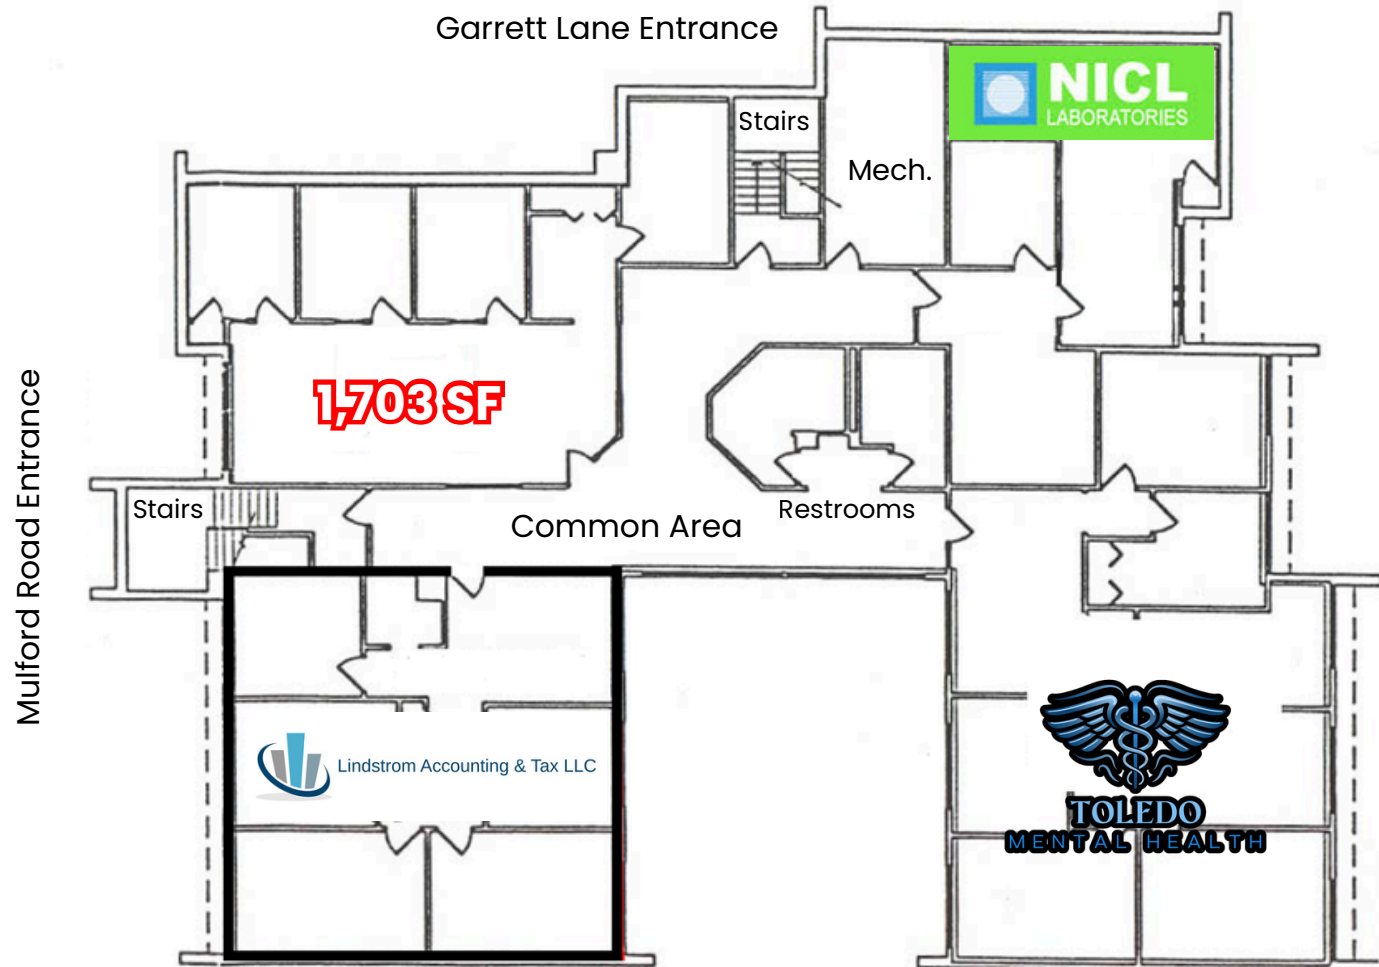 Garrett Lane Entrance
NICL
LABORATORIES
Stairs
Mech.
1,703 SF
Mulford Road Entrance
Stairs
Common Area
Restrooms
Lindstrom Accounting & Tax LLC
TOLEDO
MENTAL HEALTH